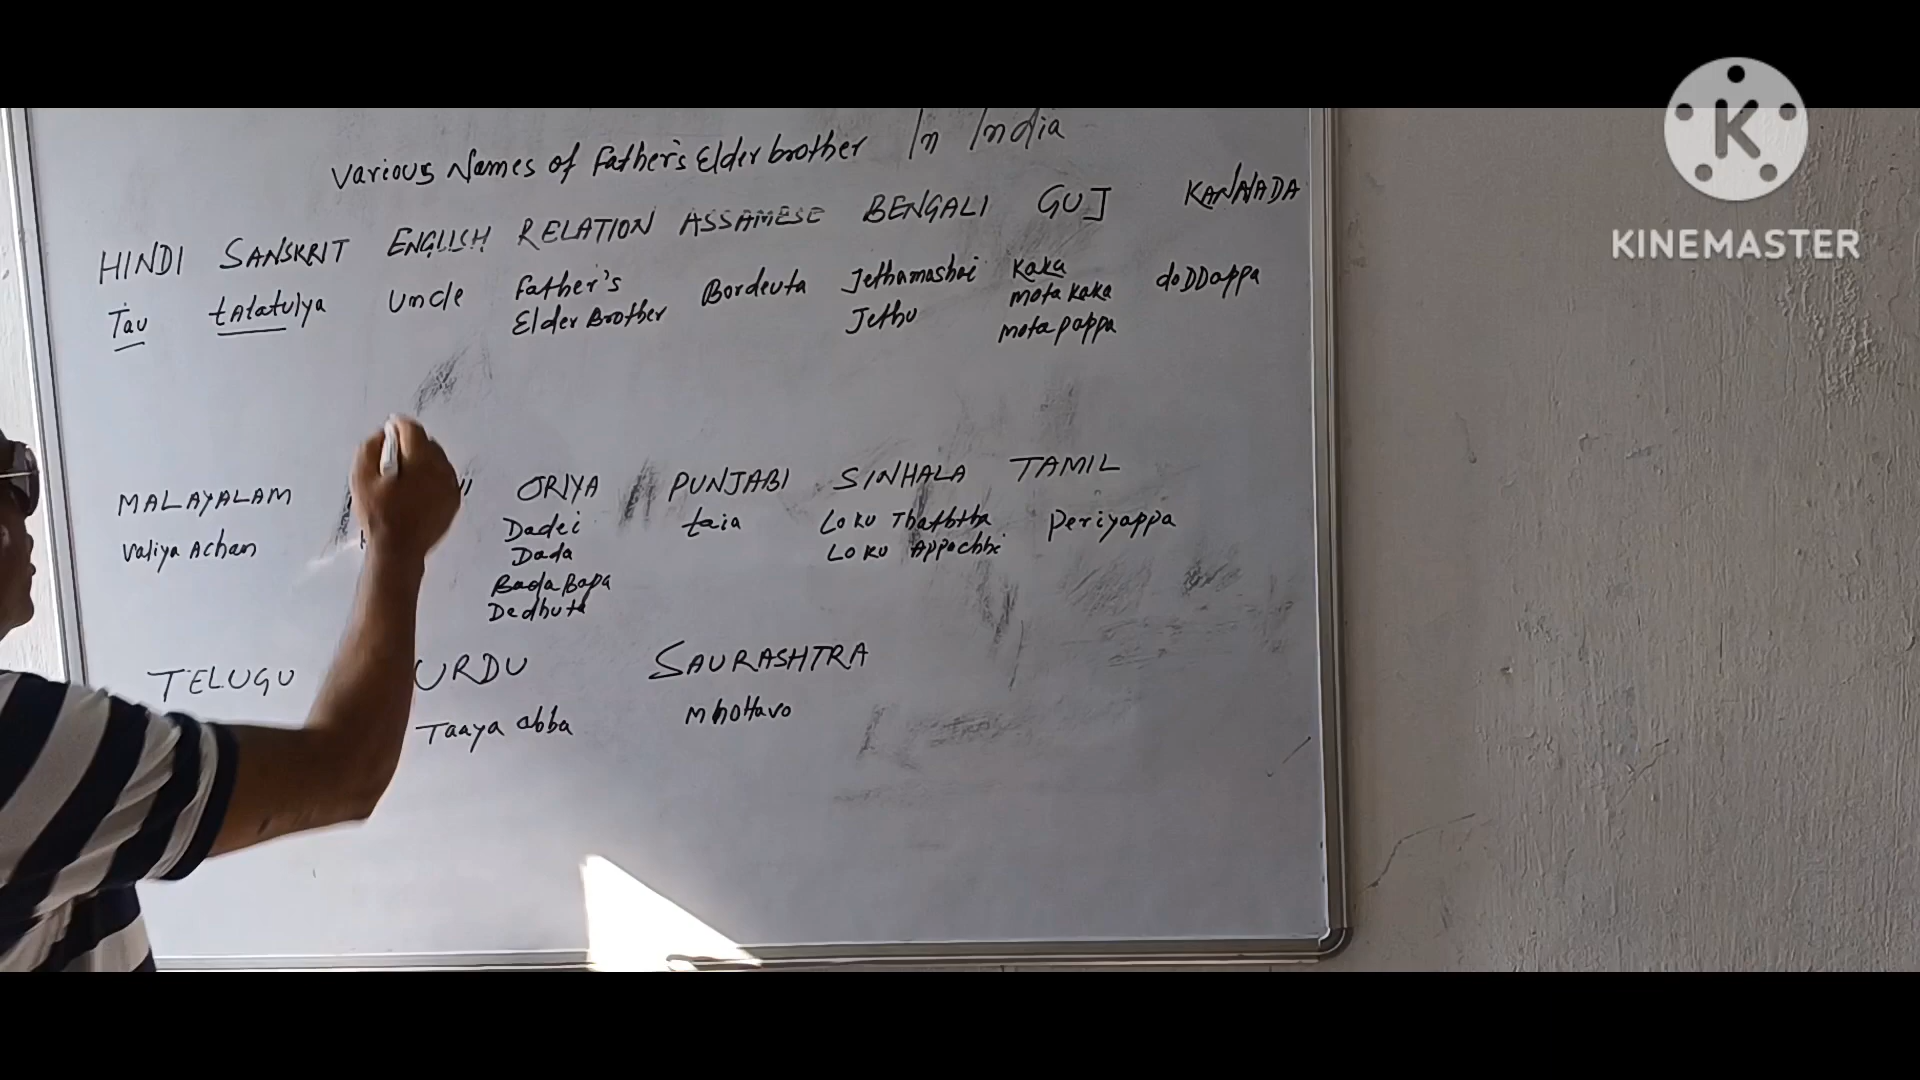 Various Names of Father's Elder brother In India
HINDI SANSKRIT ENGLISH RELATION ASSAMESE BENGALI GUJ KANNADA
Tau tAtatulya Uncle Father's Elder Brother Bordeuta Jethamashai Kaka doDDappa
Mota kaka
Jethu
Mota pappa
MALAYALAM ORIYA PUNJABI SINHALA TAMIL
Valiya Achan Dadei taia Loku Thaththa Periyappa
Dada Loku Appachhi
Bada Bapa
Dedhuta
TELUGU URDU SAURASHTRA
Taaya abba Mhottavo
K
KINEMASTER